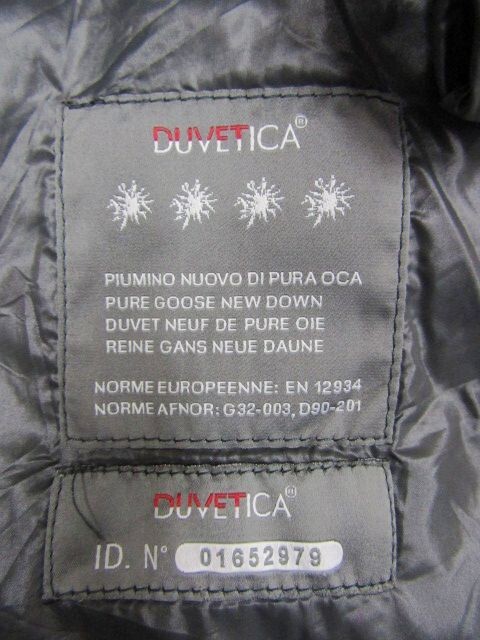 DUVETICA®
PIUMINO NUOVO DI PURA OCA
PURE GOOSE NEW DOWN
DUVET NEUF DE PURE OIE
REINE GANS NEUE DAUNE
NORME EUROPEENNE: EN 12934
NORME AFNOR: G32-003, D90-201
DUVETICA®
ID. N° 01652979